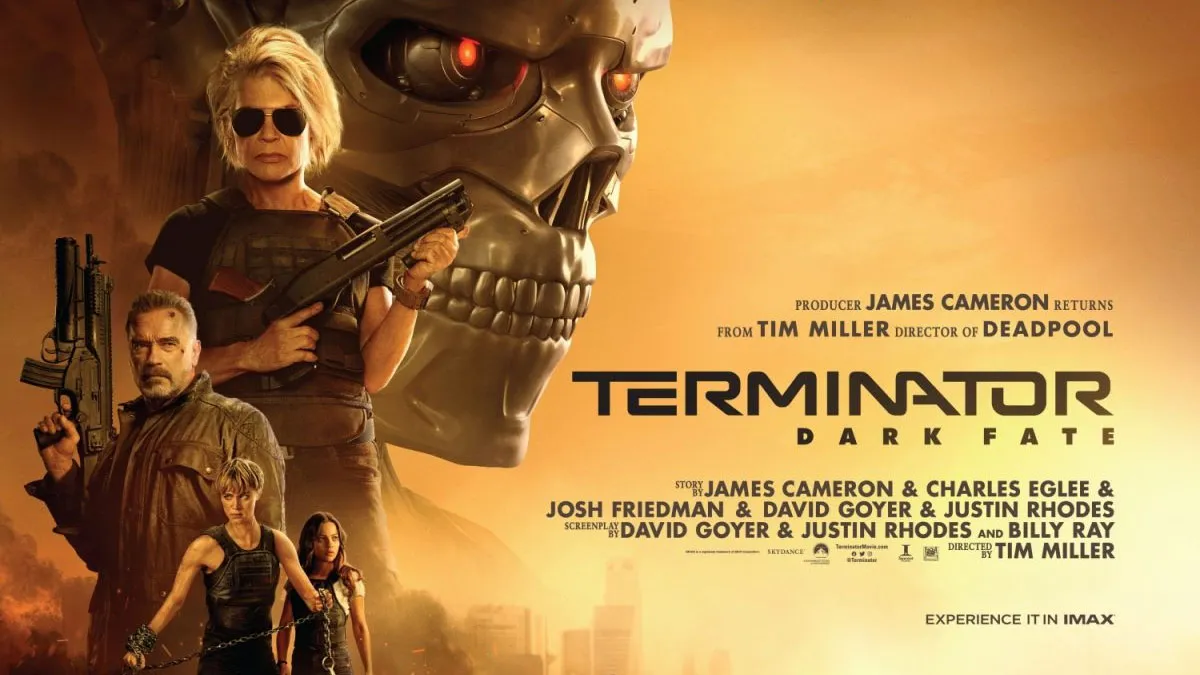 PRODUCER JAMES CAMERON RETURNS
FROM TIM MILLER DIRECTOR OF DEADPOOL
TERMINATOR
DARK FATE
STORY BY JAMES CAMERON & CHARLES EGLEE &
JOSH FRIEDMAN & DAVID GOYER & JUSTIN RHODES
SCREENPLAY BY DAVID GOYER & JUSTIN RHODES AND BILLY RAY
SKYDANCE TerminatorMovie.com DIRECTED BY TIM MILLER
@Terminator
EXPERIENCE IT IN IMAX